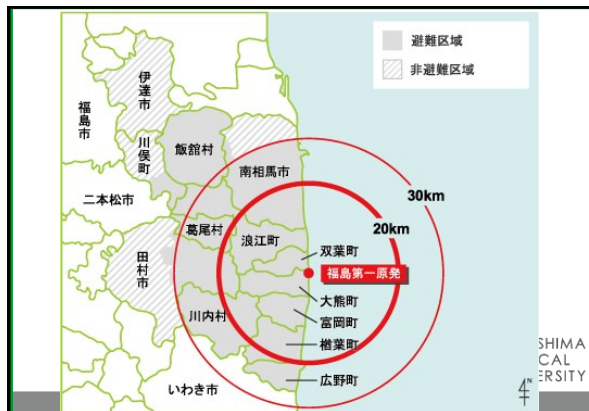 避難区域
非避難区域
伊達市
福島市
川俣町
飯舘村
南相馬市
二本松市
30km
20km
葛尾村
浪江町
双葉町
福島第一原発
田村市
大熊町
川内村
富岡町
楢葉町
広野町
いわき市
SHIMA
CAL
ERSITY
N